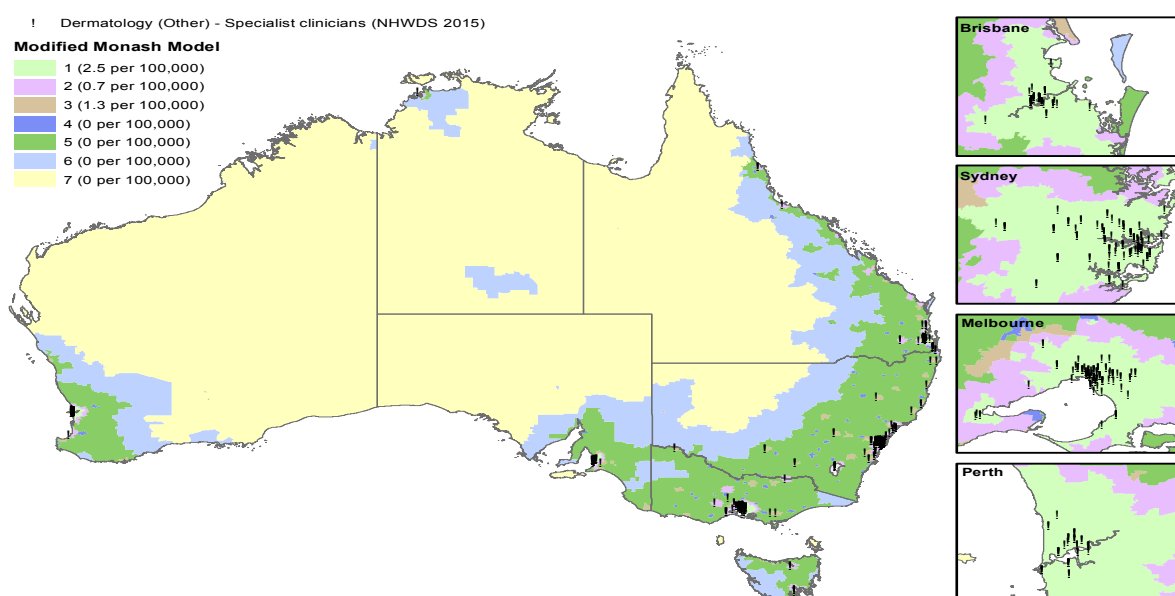 ! Dermatology (Other) - Specialist clinicians (NHWDS 2015)
Modified Monash Model
1 (2.5 per 100,000)
2 (0.7 per 100,000)
3 (1.3 per 100,000)
4 (0 per 100,000)
5 (0 per 100,000)
6 (0 per 100,000)
7 (0 per 100,000)
Brisbane
Sydney
Melbourne
Perth